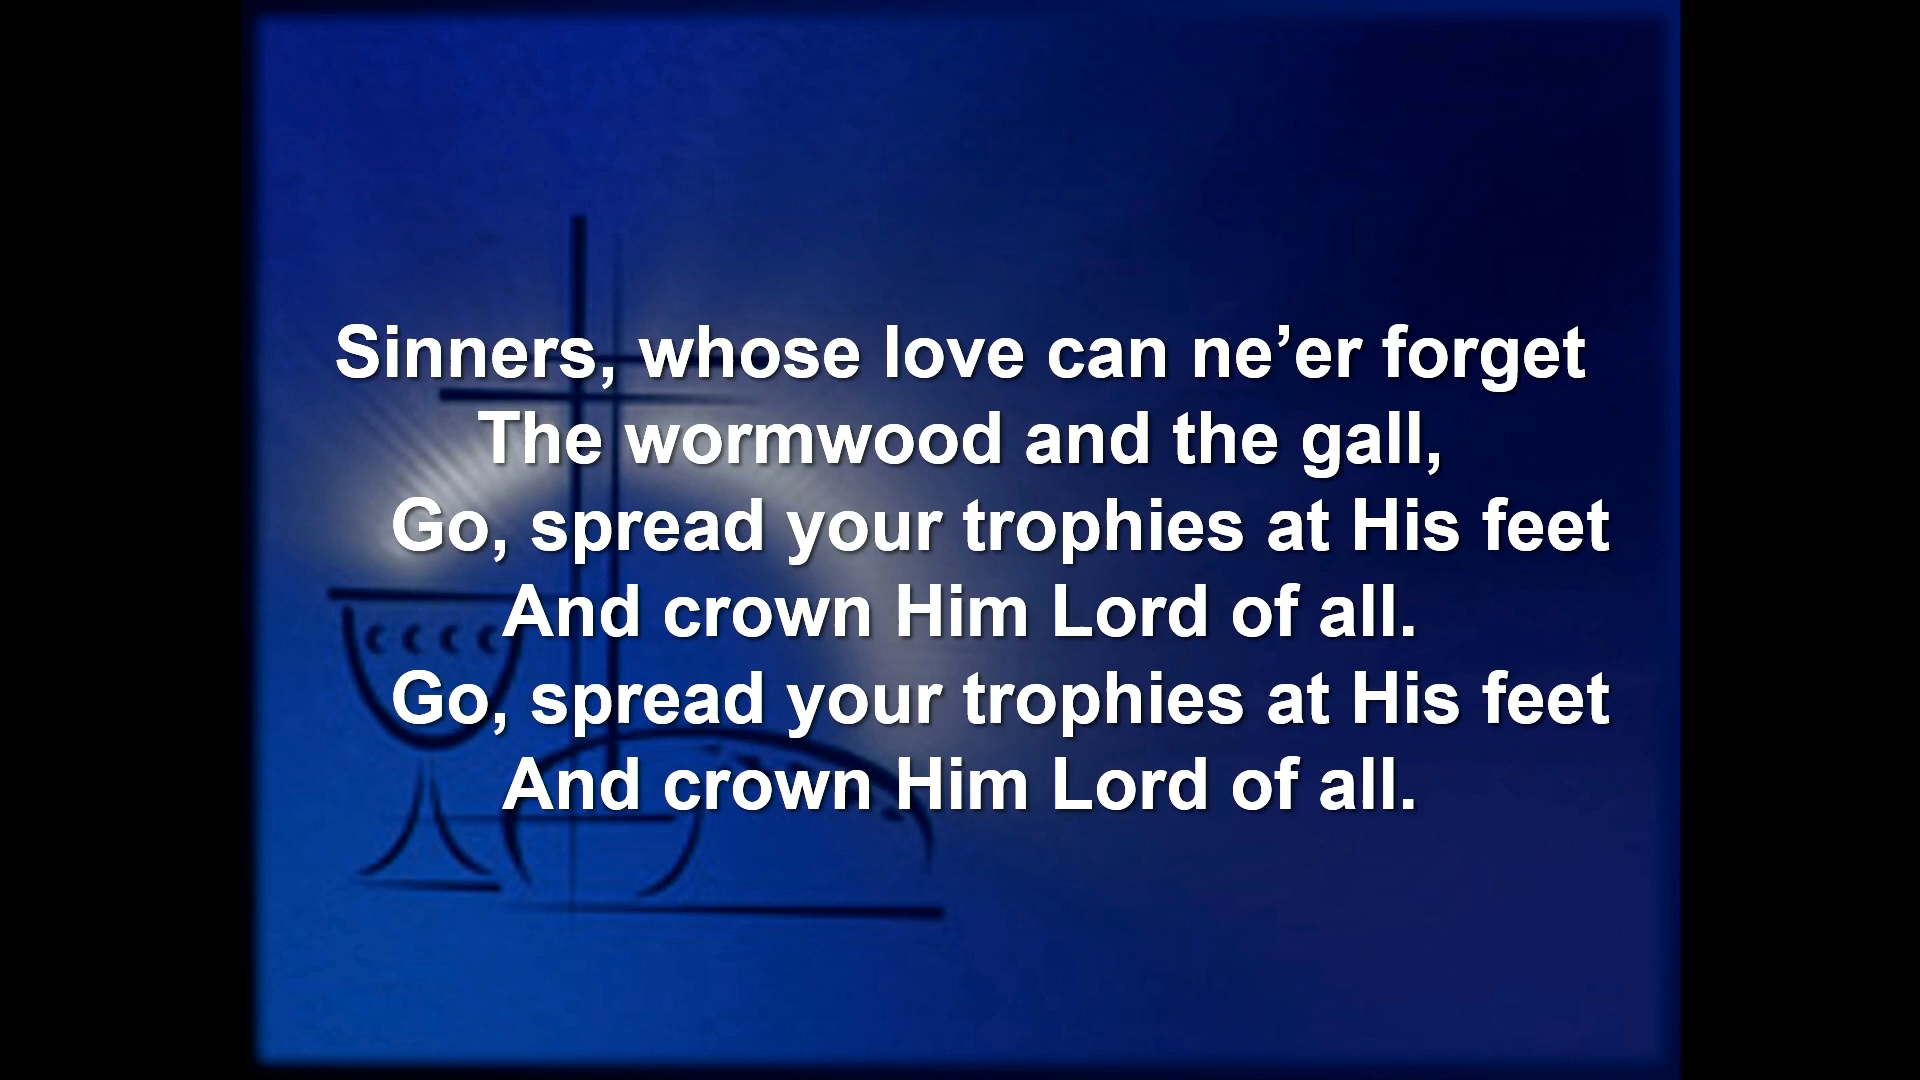 Sinners, whose love can ne’er forget
The wormwood and the gall,
Go, spread your trophies at His feet
And crown Him Lord of all.
Go, spread your trophies at His feet
And crown Him Lord of all.